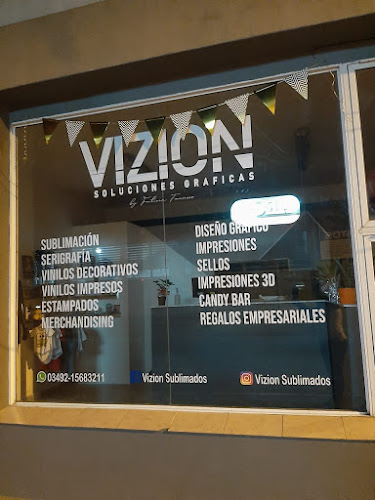 VIZION
SOLUCIONES GRAFICAS
by
SUBLIMACIÓN
SERIGRAFÍA
VINILOS DECORATIVOS
VINILOS IMPRESOS
ESTAMPADOS
MERCHANDISING
DISEÑO GRÁFICO
IMPRESIONES
SELLOS
IMPRESIONES 3D
CANDY BAR
REGALOS EMPRESARIALES
03492-15683211
Vizion Sublimados
Vizion Sublimados